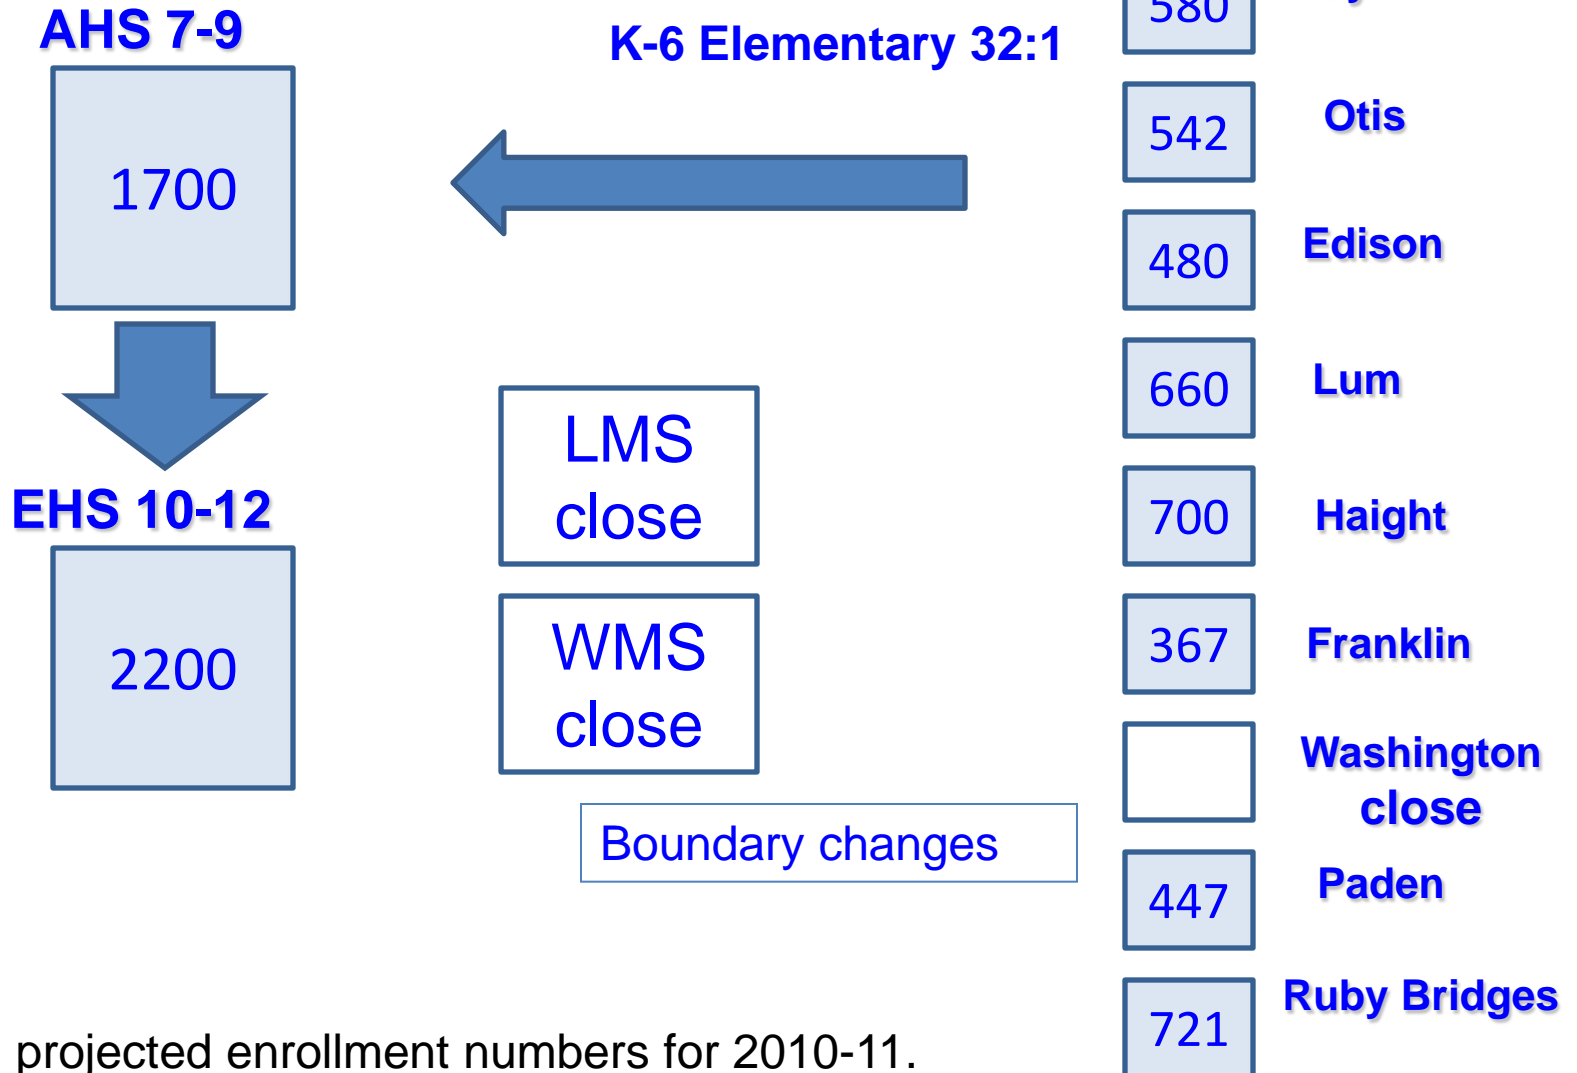 AHS 7-9
1700
EHS 10-12
2200
K-6 Elementary 32:1
LMS
close
WMS
close
Boundary changes
580
542
Otis
480
Edison
660
Lum
700
Haight
367
Franklin
Washington
close
447
Paden
721
Ruby Bridges
projected enrollment numbers for 2010-11.